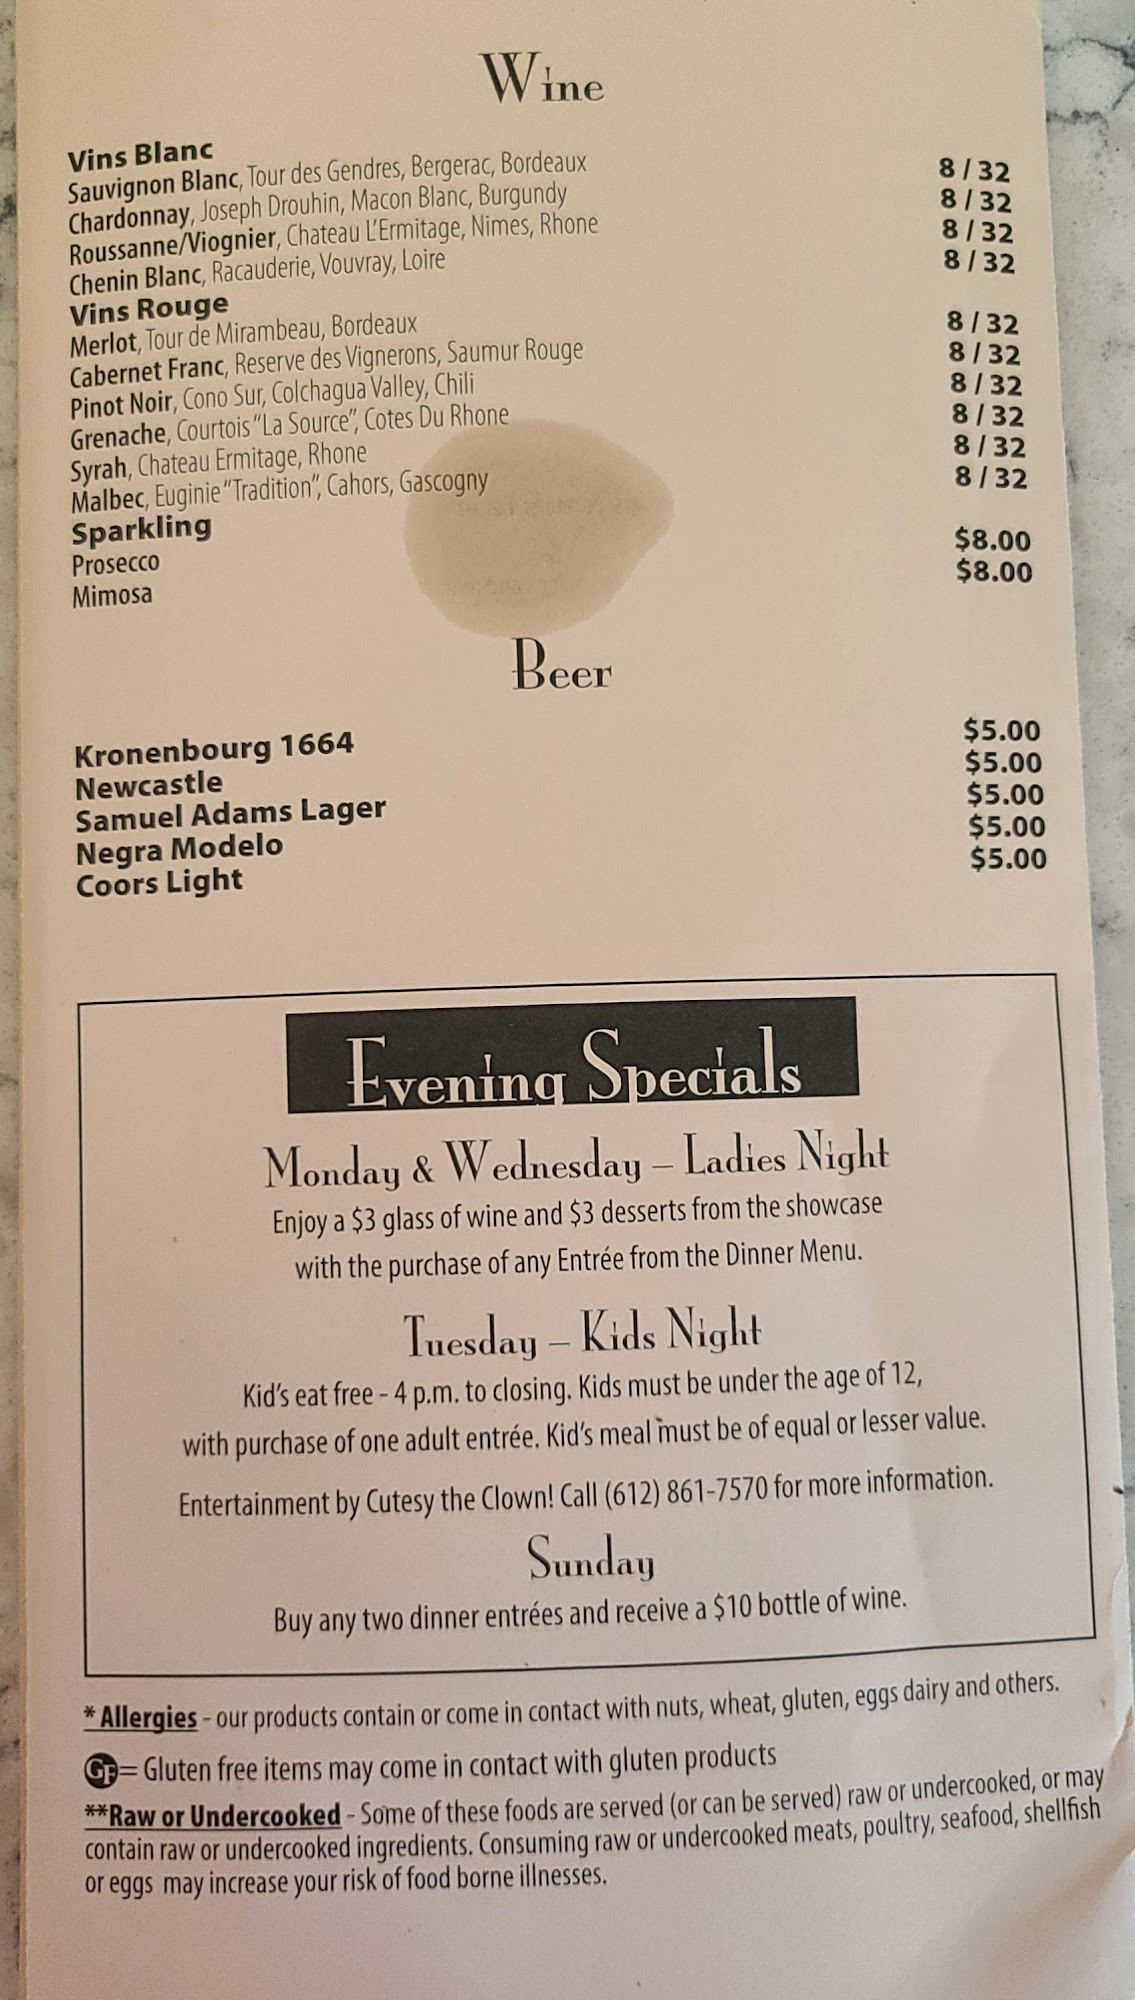 Wine
Vins Blanc
Sauvignon Blanc, Tour des Gendres, Bergerac, Bordeaux 8 / 32
Chardonnay, Joseph Drouhin, Macon Blanc, Burgundy 8 / 32
Roussanne/Viognier, Chateau L'Ermitage, Nimes, Rhone 8 / 32
Chenin Blanc, Racauderie, Vouvray, Loire 8 / 32
Vins Rouge
Merlot, Tour de Mirambeau, Bordeaux 8 / 32
Cabernet Franc, Reserve des Vignerons, Saumur Rouge 8 / 32
Pinot Noir, Cono Sur, Colchagua Valley, Chili 8 / 32
Grenache, Courtois "La Source", Cotes Du Rhone 8 / 32
Syrah, Chateau Ermitage, Rhone 8 / 32
Malbec, Euginie "Tradition", Cahors, Gascogny 8 / 32
Sparkling
Prosecco $8.00
Mimosa $8.00
Beer
Kronenbourg 1664 $5.00
Newcastle $5.00
Samuel Adams Lager $5.00
Negra Modelo $5.00
Coors Light $5.00
Evening Specials
Monday & Wednesday – Ladies Night
Enjoy a $3 glass of wine and $3 desserts from the showcase
with the purchase of any Entrée from the Dinner Menu.
Tuesday – Kids Night
Kid's eat free - 4 p.m. to closing. Kids must be under the age of 12,
with purchase of one adult entrée. Kid's meal must be of equal or lesser value.
Entertainment by Cutesy the Clown! Call (612) 861-7570 for more information.
Sunday
Buy any two dinner entrées and receive a $10 bottle of wine.
* Allergies - our products contain or come in contact with nuts, wheat, gluten, eggs dairy and others.
GF = Gluten free items may come in contact with gluten products
**Raw or Undercooked - Some of these foods are served (or can be served) raw or undercooked, or may
contain raw or undercooked ingredients. Consuming raw or undercooked meats, poultry, seafood, shellfish
or eggs may increase your risk of food borne illnesses.